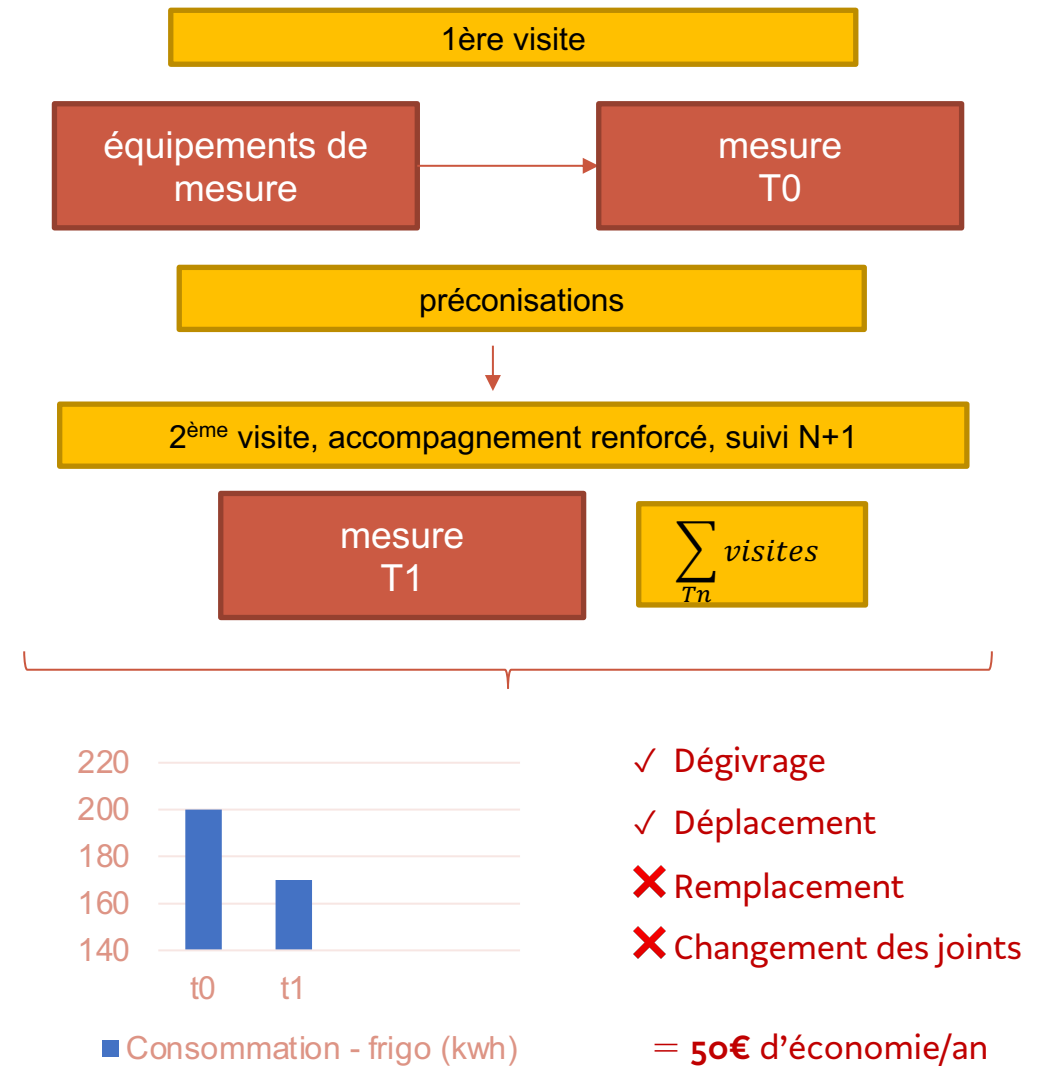 1ère visite
équipements de
mesure
mesure
T0
préconisations
2ème visite, accompagnement renforcé, suivi N+1
mesure
T1
∑ visites
Tn
220
200
180
160
140
t0 t1
Consommation - frigo (kwh)
✓ Dégivrage
✓ Déplacement
❌ Remplacement
❌ Changement des joints
= 50€ d'économie/an